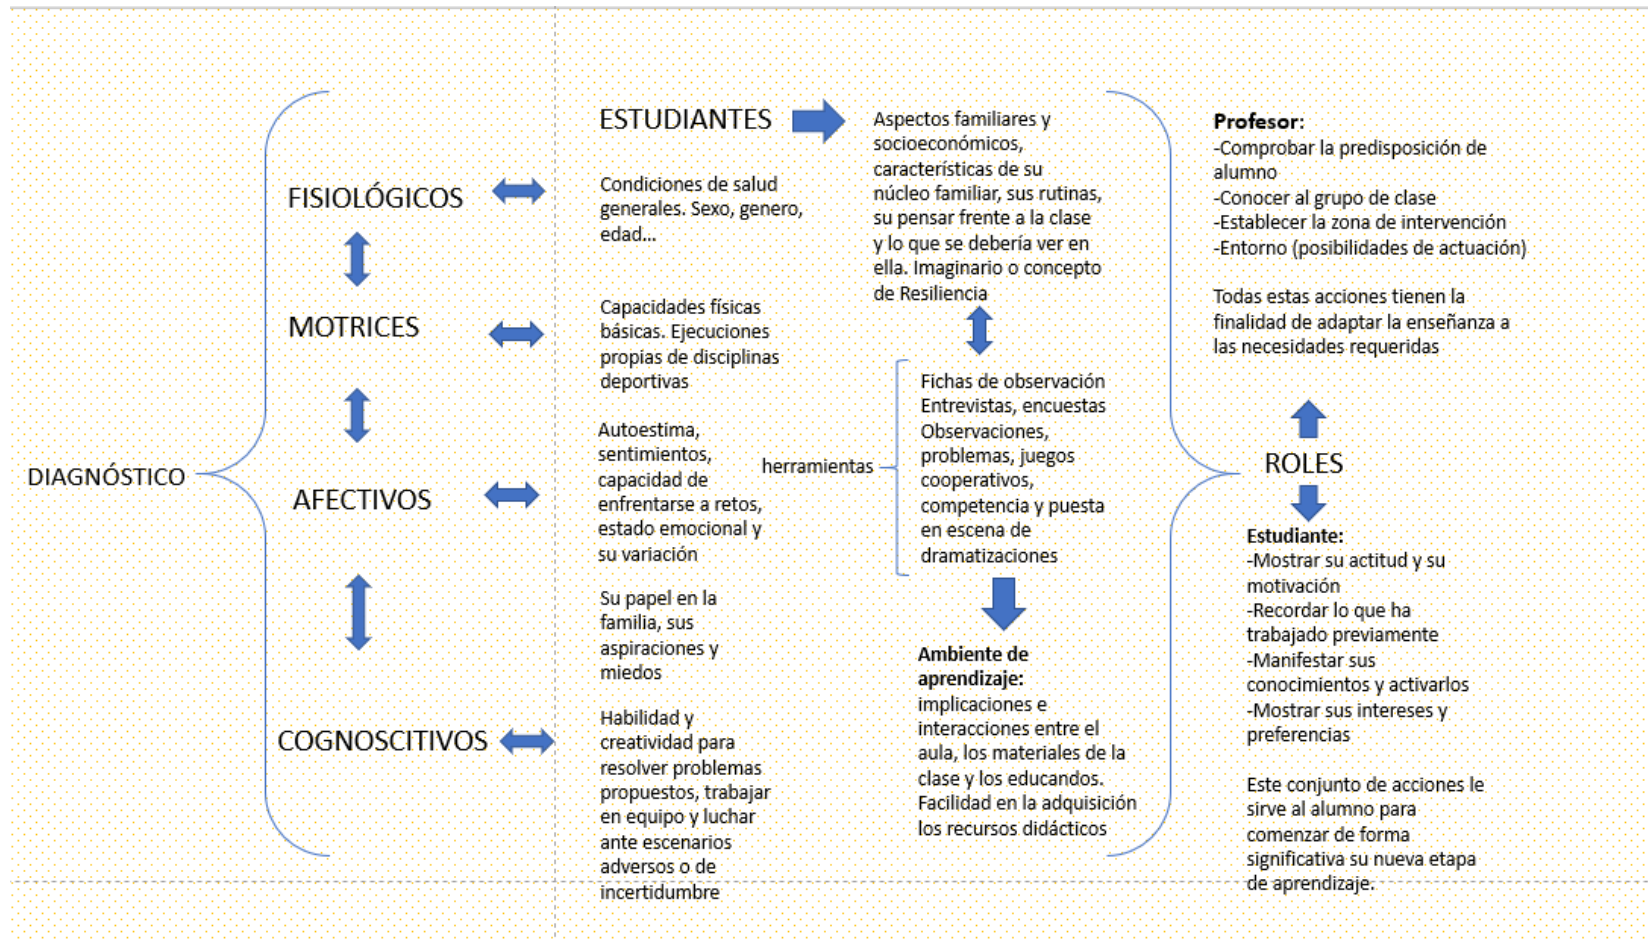 DIAGNÓSTICO
FISIOLÓGICOS
MOTRICES
AFECTIVOS
COGNOSCITIVOS
ESTUDIANTES
Condiciones de salud
generales. Sexo, genero,
edad...
Capacidades físicas
básicas. Ejecuciones
propias de disciplinas
deportivas
Autoestima,
sentimientos,
capacidad de
enfrentarse a retos,
estado emocional y
su variación
Su papel en la
familia, sus
aspiraciones y
miedos
Habilidad y
creatividad para
resolver problemas
propuestos, trabajar
en equipo y luchar
ante escenarios
adversos o de
incertidumbre
Aspectos familiares y
socioeconómicos,
características de su
núcleo familiar, sus rutinas,
su pensar frente a la clase
y lo que se debería ver en
ella. Imaginario o concepto
de Resiliencia
herramientas
Fichas de observación
Entrevistas, encuestas
Observaciones,
problemas, juegos
cooperativos,
competencia y puesta
en escena de
dramatizaciones
Ambiente de
aprendizaje:
implicaciones e
interacciones entre el
aula, los materiales de la
clase y los educandos.
Facilidad en la adquisición
los recursos didácticos
Profesor:
-Comprobar la predisposición de
alumno
-Conocer al grupo de clase
-Establecer la zona de intervención
-Entorno (posibilidades de actuación)
Todas estas acciones tienen la
finalidad de adaptar la enseñanza a
las necesidades requeridas
ROLES
Estudiante:
-Mostrar su actitud y su
motivación
-Recordar lo que ha
trabajado previamente
-Manifestar sus
conocimientos y activarlos
-Mostrar sus intereses y
preferencias
Este conjunto de acciones le
sirve al alumno para
comenzar de forma
significativa su nueva etapa
de aprendizaje.